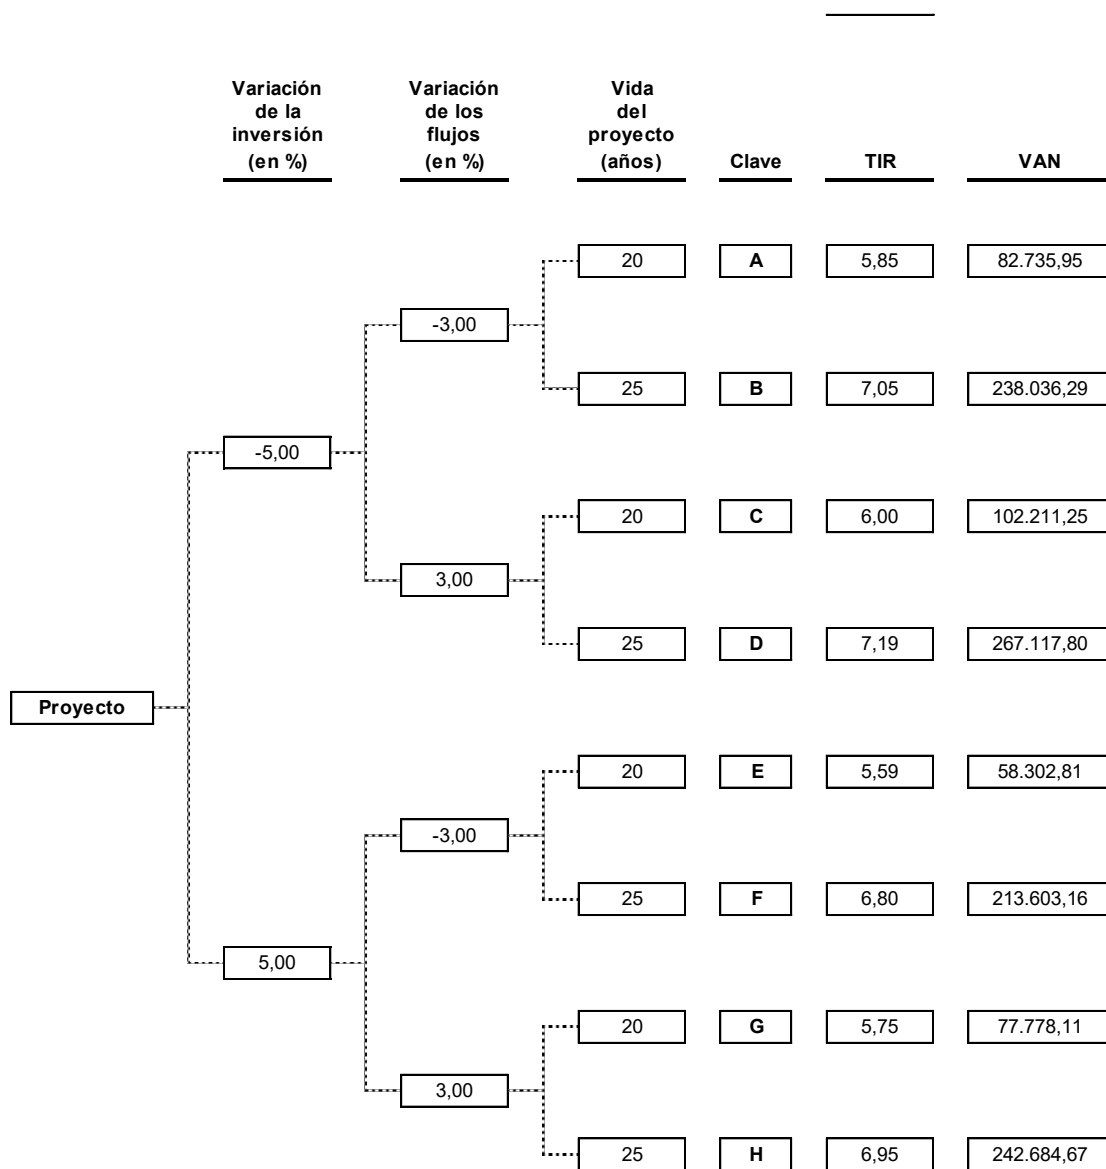 Variación de la inversión (en %)
Variación de los flujos (en %)
Vida del proyecto (años)
Clave
TIR
VAN
20 A 5,85 82.735,95
-3,00
25 B 7,05 238.036,29
-5,00
20 C 6,00 102.211,25
3,00
25 D 7,19 267.117,80
Proyecto
20 E 5,59 58.302,81
-3,00
25 F 6,80 213.603,16
5,00
20 G 5,75 77.778,11
3,00
25 H 6,95 242.684,67